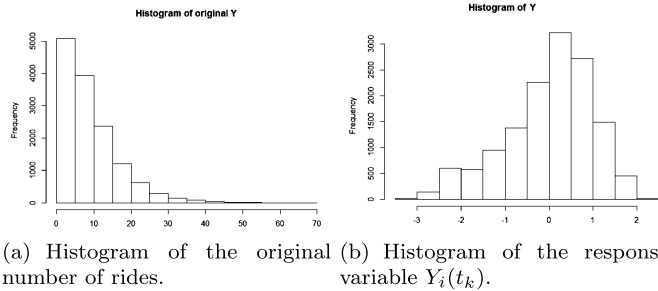 Histogram of original Y
Frequency
0
1000
2000
3000
4000
5000
0 10 20 30 40 50 60 70
(a) Histogram of the original
number of rides.
Histogram of Y
Frequency
0
500
1000
1500
2000
2500
3000
-3 -2 -1 0 1 2
(b) Histogram of the respons
variable Yi(tk).